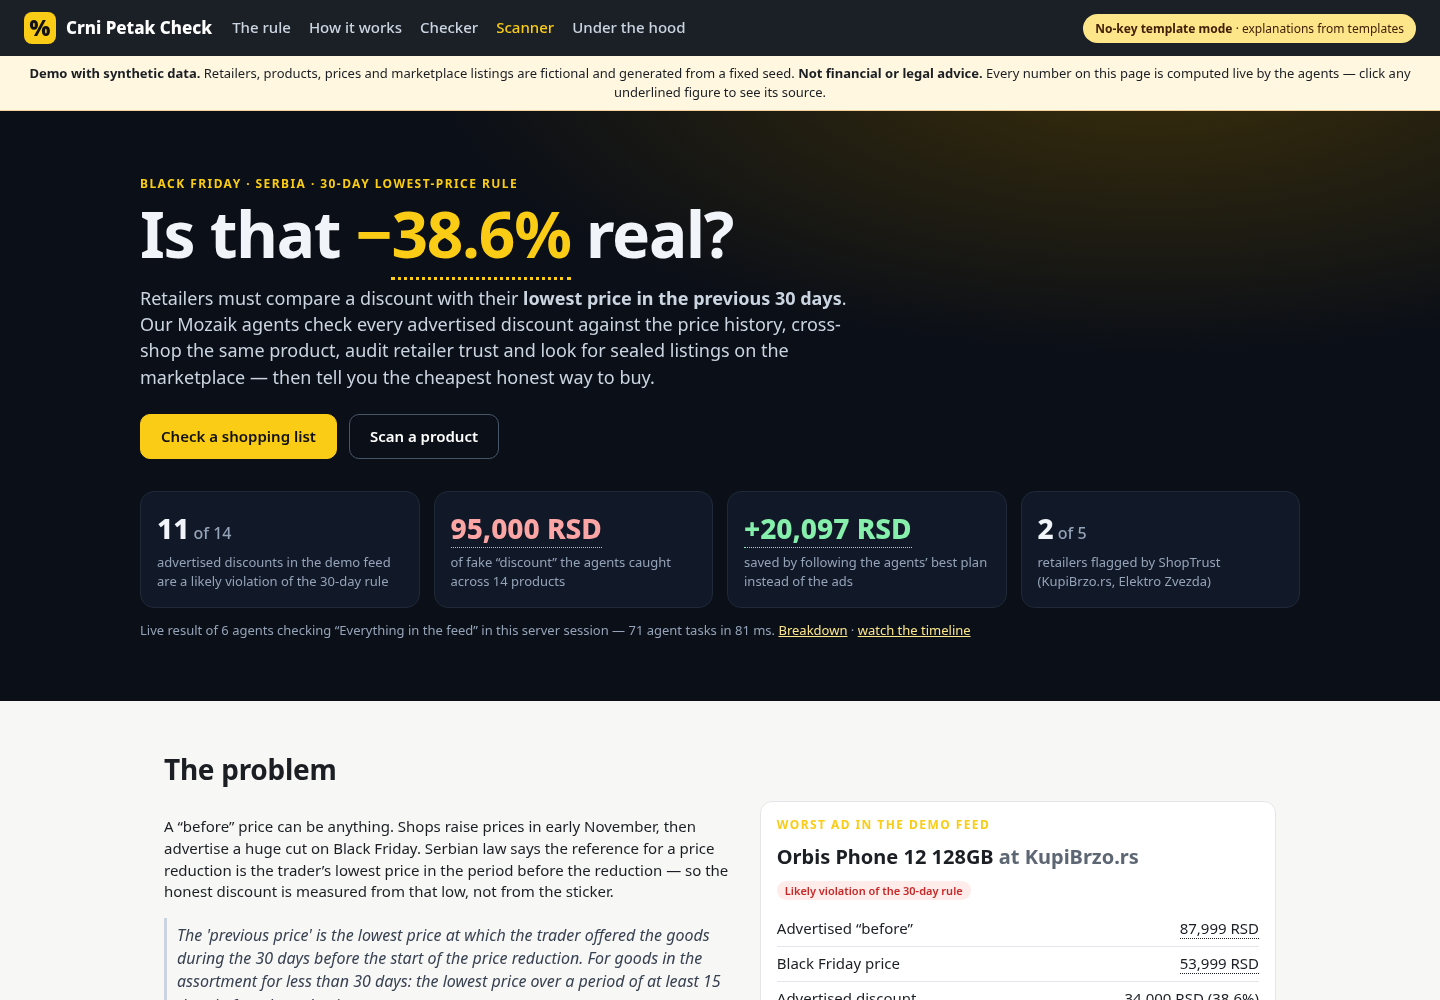 % Crni Petak Check The rule How it works Checker Scanner Under the hood No-key template mode · explanations from templates
Demo with synthetic data. Retailers, products, prices and marketplace listings are fictional and generated from a fixed seed. Not financial or legal advice. Every number on this page is computed live by the agents — click any
underlined figure to see its source.
BLACK FRIDAY · SERBIA · 30-DAY LOWEST-PRICE RULE
Is that −38.6% real?
Retailers must compare a discount with their lowest price in the previous 30 days.
Our Mozaik agents check every advertised discount against the price history, cross-
shop the same product, audit retailer trust and look for sealed listings on the
marketplace — then tell you the cheapest honest way to buy.
Check a shopping list Scan a product
11 of 14
advertised discounts in the demo feed
are a likely violation of the 30-day rule
95,000 RSD
of fake “discount” the agents caught
across 14 products
+20,097 RSD
saved by following the agents’ best plan
instead of the ads
2 of 5
retailers flagged by ShopTrust
(KupiBrzo.rs, Elektro Zvezda)
Live result of 6 agents checking “Everything in the feed” in this server session — 71 agent tasks in 81 ms. Breakdown · watch the timeline
The problem
A “before” price can be anything. Shops raise prices in early November, then
advertise a huge cut on Black Friday. Serbian law says the reference for a price
reduction is the trader’s lowest price in the period before the reduction — so the
honest discount is measured from that low, not from the sticker.
The 'previous price' is the lowest price at which the trader offered the goods
during the 30 days before the start of the price reduction. For goods in the
assortment for less than 30 days: the lowest price over a period of at least 15
WORST AD IN THE DEMO FEED
Orbis Phone 12 128GB at KupiBrzo.rs
Likely violation of the 30-day rule
Advertised “before” 87,999 RSD
Black Friday price 53,999 RSD
Advertised discount 34,000 RSD (38.6%)